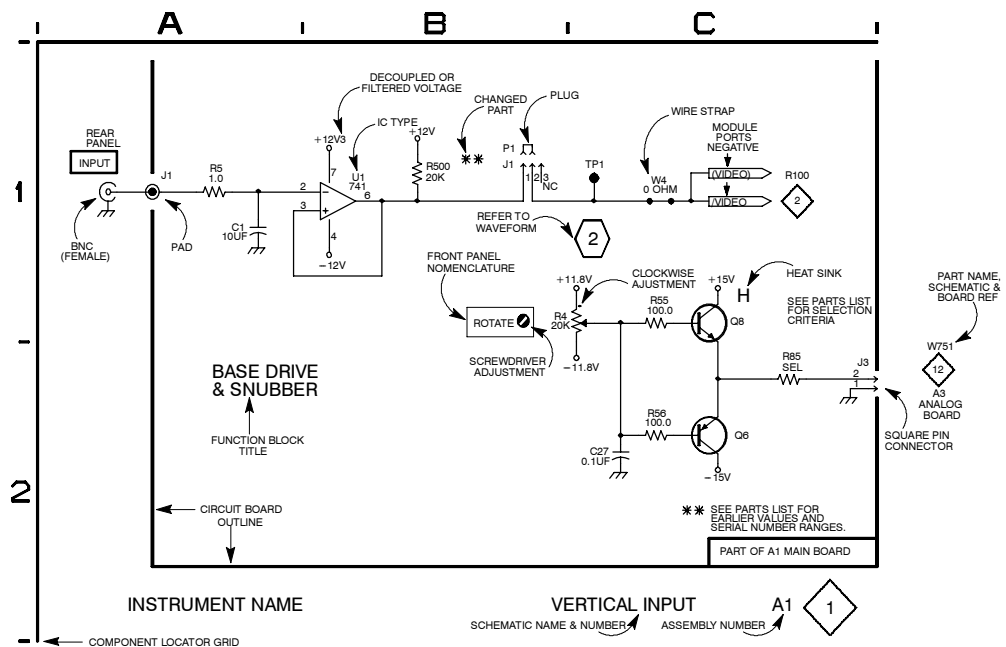 A B C
DECOUPLED OR
FILTERED VOLTAGE
CHANGED
PART
PLUG
REAR
PANEL
INPUT
+12V3
IC TYPE
+12V
WIRE STRAP
MODULE
PORTS
NEGATIVE
1
J1
R5
1.0
7
U1
741
R500
20K
**
P1
J1
1 2 3
NC
TP1
W4
0 OHM
(VIDEO)
/VIDEO
R100
2
2
3
6
+
4
−12V
C1
10UF
BNC
(FEMALE)
PAD
REFER TO
WAVEFORM
2
FRONT PANEL
NOMENCLATURE
+11.8V
CLOCKWISE
AJUSTMENT
+15V
H
HEAT SINK
PART NAME,
SCHEMATIC &
BOARD REF
ROTATE
R4
20K
R55
100.0
Q8
SEE PARTS LIST
FOR SELECTION
CRITERIA
SCREWDRIVER
ADJUSTMENT
−11.8V
R85
SEL
J3
2
1
W751
12
A3
ANALOG
BOARD
BASE DRIVE
& SNUBBER
FUNCTION BLOCK
TITLE
R56
100.0
Q6
SQUARE PIN
CONNECTOR
C27
0.1UF
−15V
2
CIRCUIT BOARD
OUTLINE
** SEE PARTS LIST FOR
EARLIER VALUES AND
SERIAL NUMBER RANGES.
PART OF A1 MAIN BOARD
INSTRUMENT NAME
VERTICAL INPUT A1 1
SCHEMATIC NAME & NUMBER ASSEMBLY NUMBER
COMPONENT LOCATOR GRID